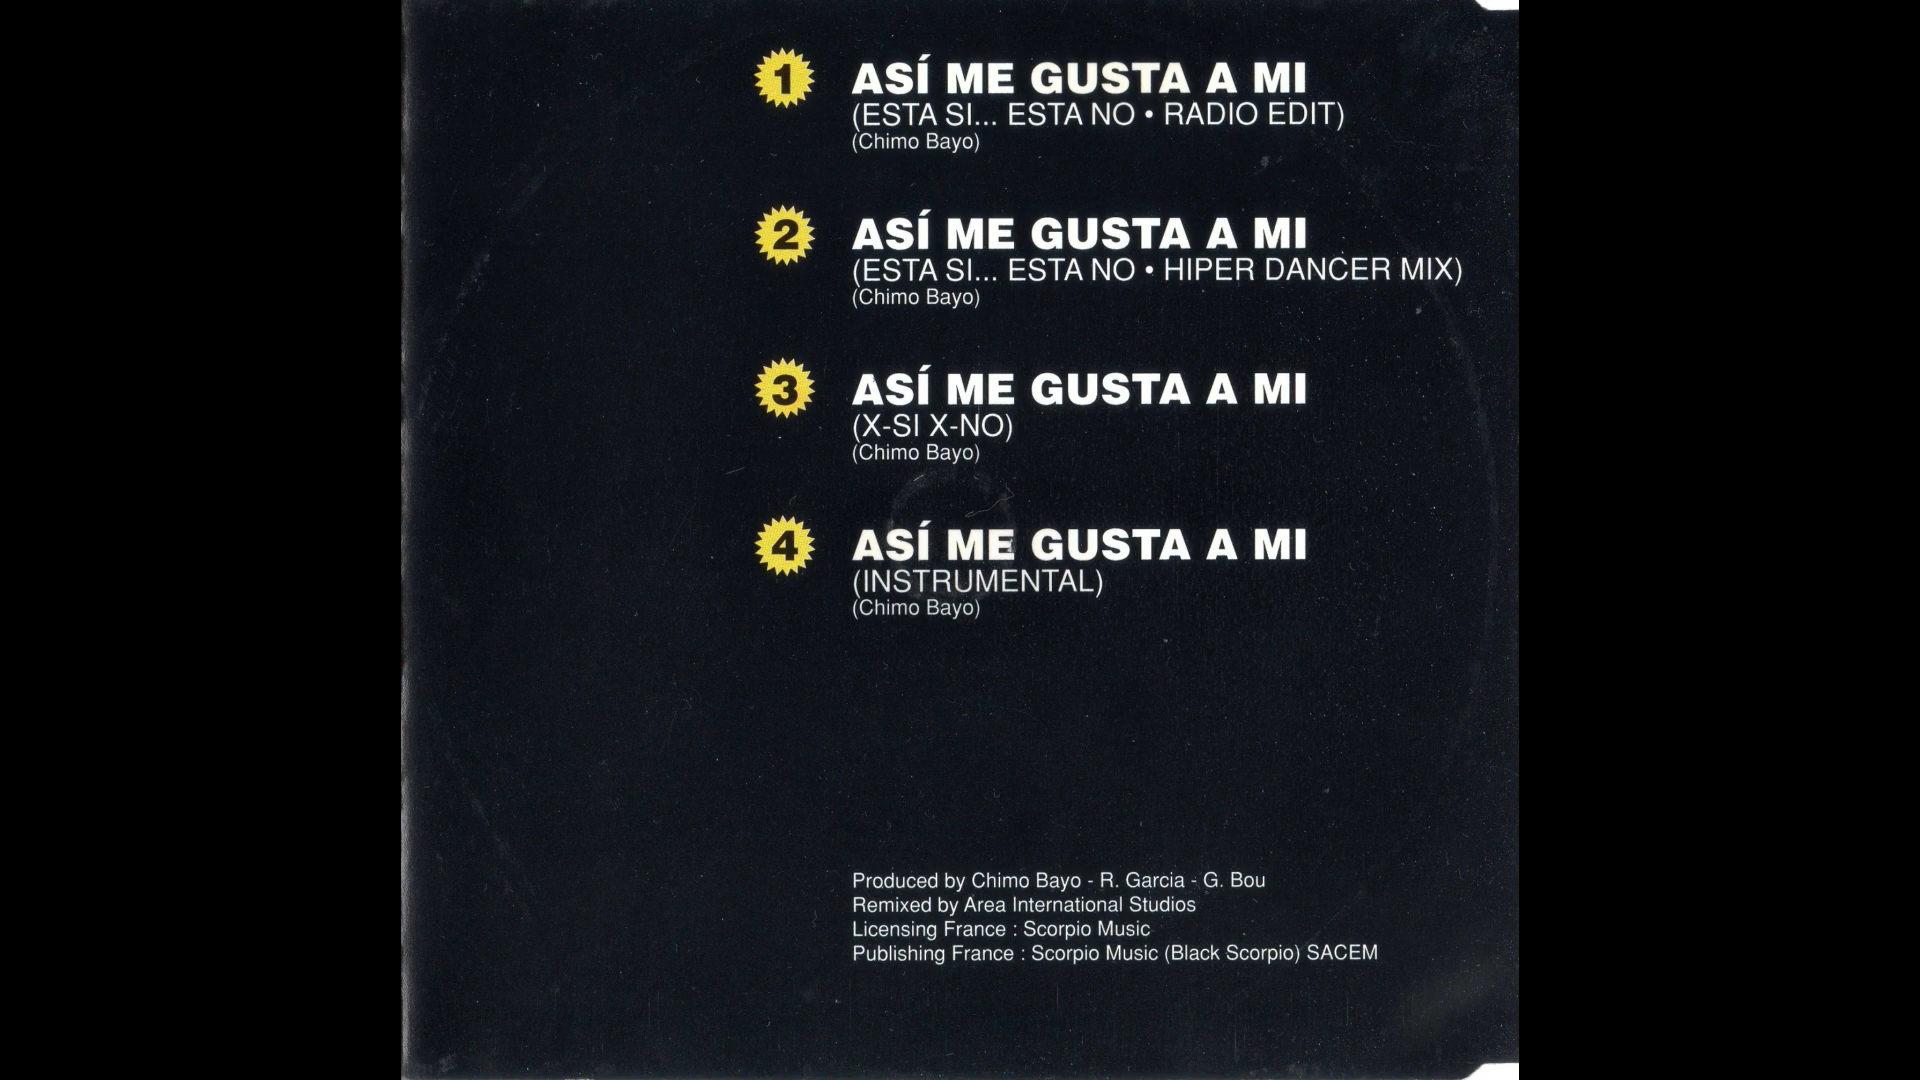 1 ASÍ ME GUSTA A MI
(ESTA SI... ESTA NO • RADIO EDIT)
(Chimo Bayo)
2 ASÍ ME GUSTA A MI
(ESTA SI... ESTA NO • HIPER DANCER MIX)
(Chimo Bayo)
3 ASÍ ME GUSTA A MI
(X-SI X-NO)
(Chimo Bayo)
4 ASÍ ME GUSTA A MI
(INSTRUMENTAL)
(Chimo Bayo)
Produced by Chimo Bayo - R. Garcia - G. Bou
Remixed by Area International Studios
Licensing France : Scorpio Music
Publishing France : Scorpio Music (Black Scorpio) SACEM